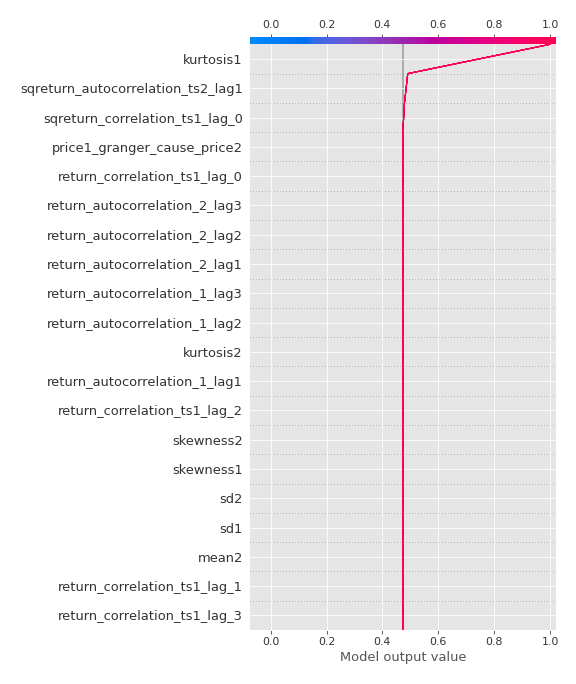 0.0 0.2 0.4 0.6 0.8 1.0
kurtosis1
sqreturn_autocorrelation_ts2_lag1
sqreturn_correlation_ts1_lag_0
price1_granger_cause_price2
return_correlation_ts1_lag_0
return_autocorrelation_2_lag3
return_autocorrelation_2_lag2
return_autocorrelation_2_lag1
return_autocorrelation_1_lag3
return_autocorrelation_1_lag2
kurtosis2
return_autocorrelation_1_lag1
return_correlation_ts1_lag_2
skewness2
skewness1
sd2
sd1
mean2
return_correlation_ts1_lag_1
return_correlation_ts1_lag_3
0.0 0.2 0.4 0.6 0.8 1.0
Model output value